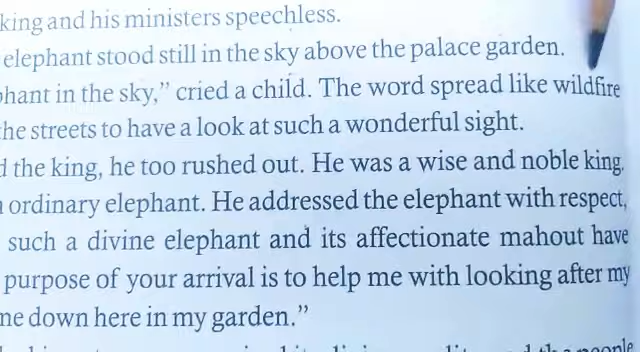 king and his ministers speechless.
elephant stood still in the sky above the palace garden.
phant in the sky,” cried a child. The word spread like wildfire
the streets to have a look at such a wonderful sight.
the king, he too rushed out. He was a wise and noble king.
ordinary elephant. He addressed the elephant with respect,
such a divine elephant and its affectionate mahout have
purpose of your arrival is to help me with looking after my
me down here in my garden.”